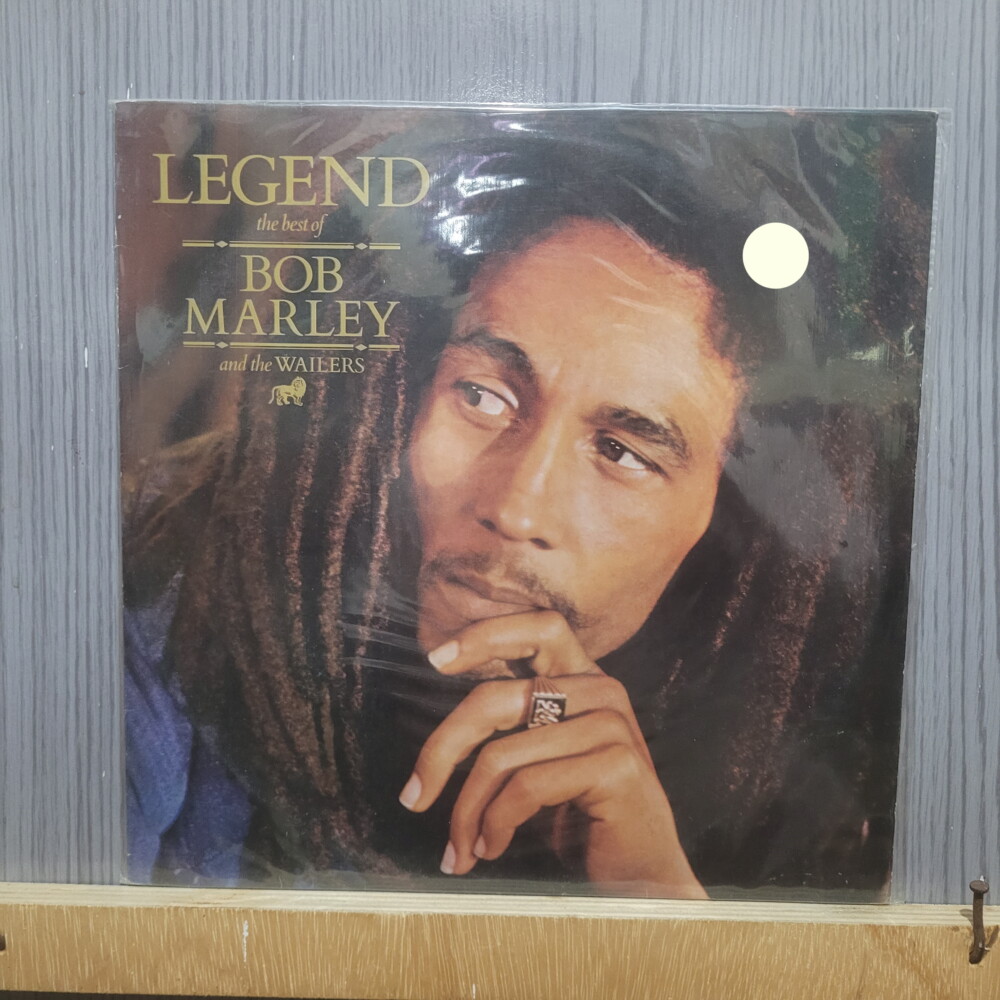 LEGEND
the best of
BOB
MARLEY
and the WAILERS